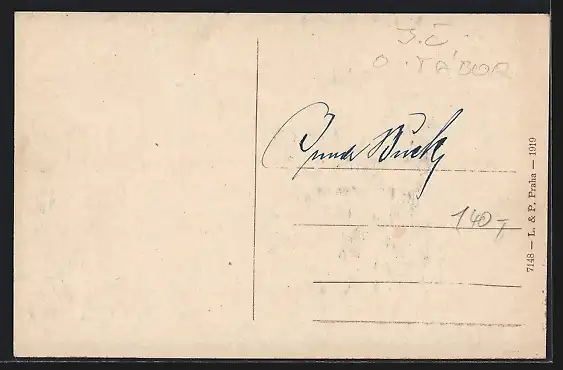 J.Č.
O. TÁBOR
140,-
7148 — L. & P. Praha — 1919